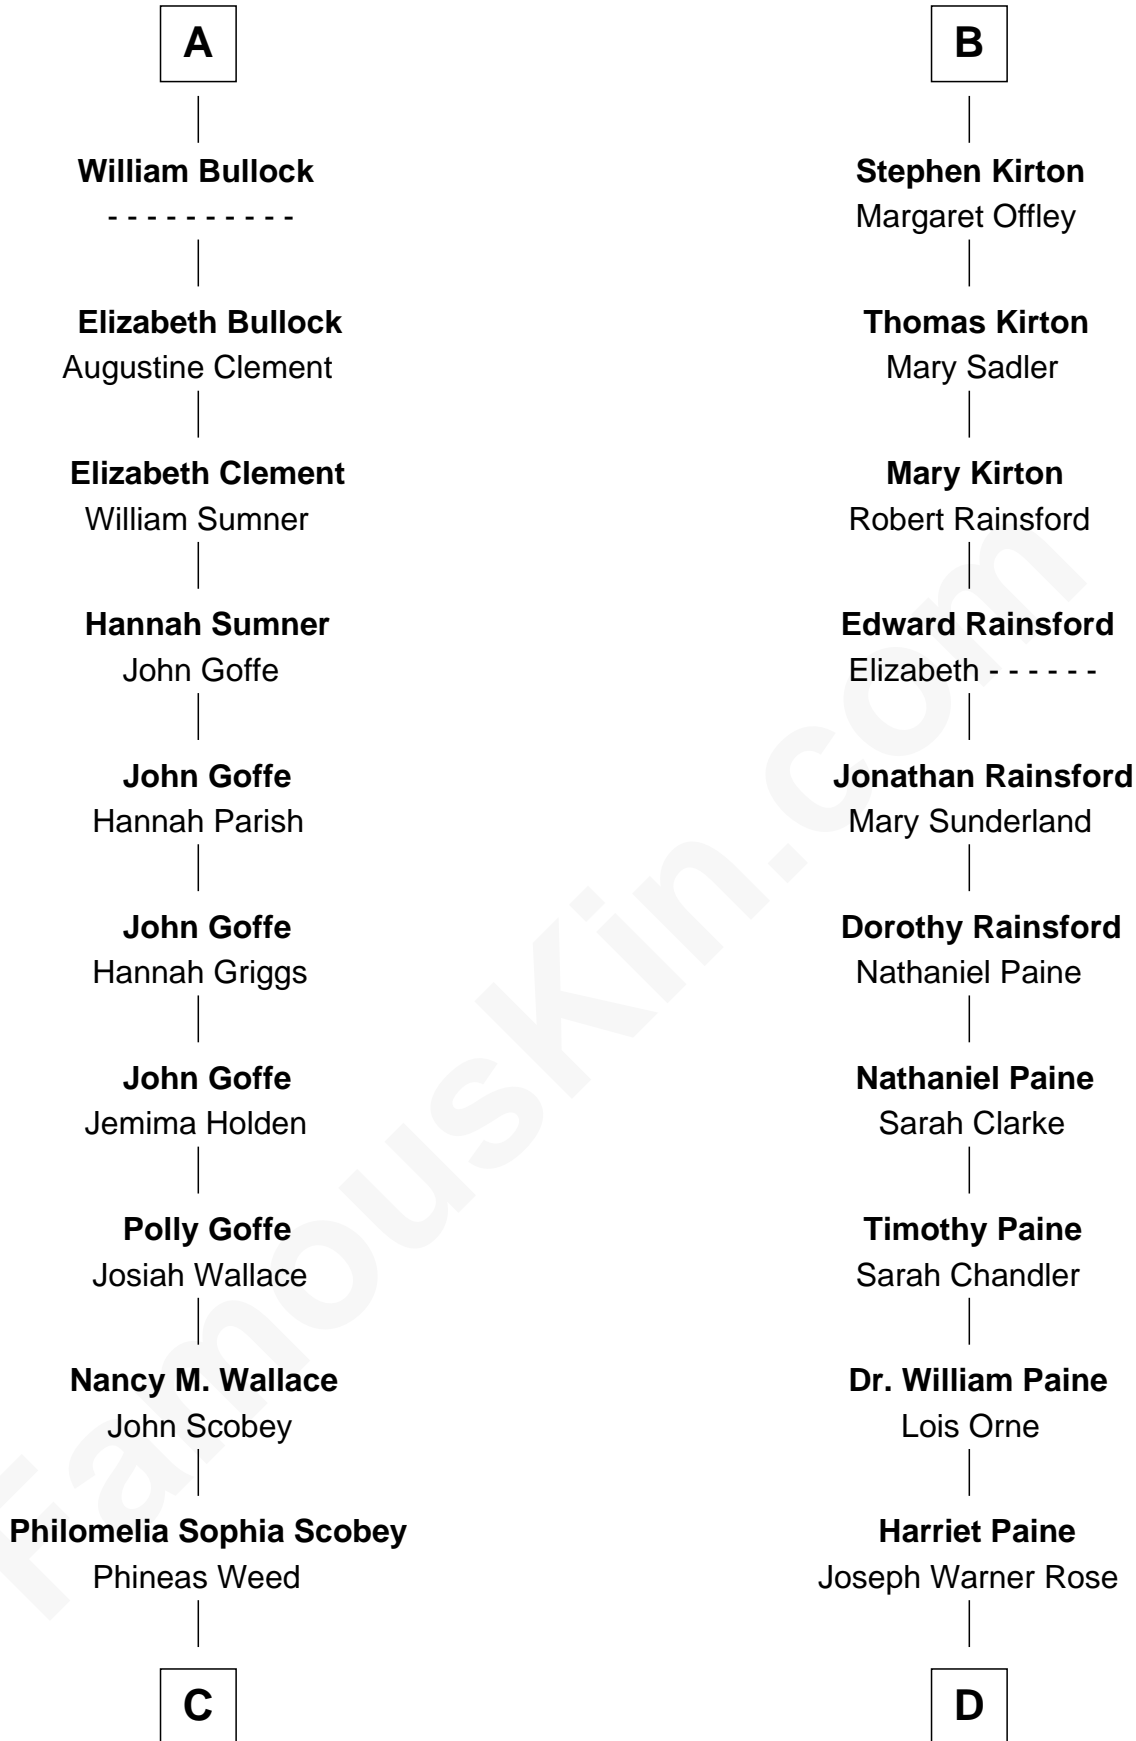 A
William Bullock
- - - - - - - - - -
Elizabeth Bullock
Augustine Clement
Elizabeth Clement
William Sumner
Hannah Sumner
John Goffe
John Goffe
Hannah Parish
John Goffe
Hannah Griggs
John Goffe
Jemima Holden
Polly Goffe
Josiah Wallace
Nancy M. Wallace
John Scobey
Philomelia Sophia Scobey
Phineas Weed
C
B
Stephen Kirton
Margaret Offley
Thomas Kirton
Mary Sadler
Mary Kirton
Robert Rainsford
Edward Rainsford
Elizabeth - - - - - -
Jonathan Rainsford
Mary Sunderland
Dorothy Rainsford
Nathaniel Paine
Nathaniel Paine
Sarah Clarke
Timothy Paine
Sarah Chandler
Dr. William Paine
Lois Orne
Harriet Paine
Joseph Warner Rose
D
FamousKin.com